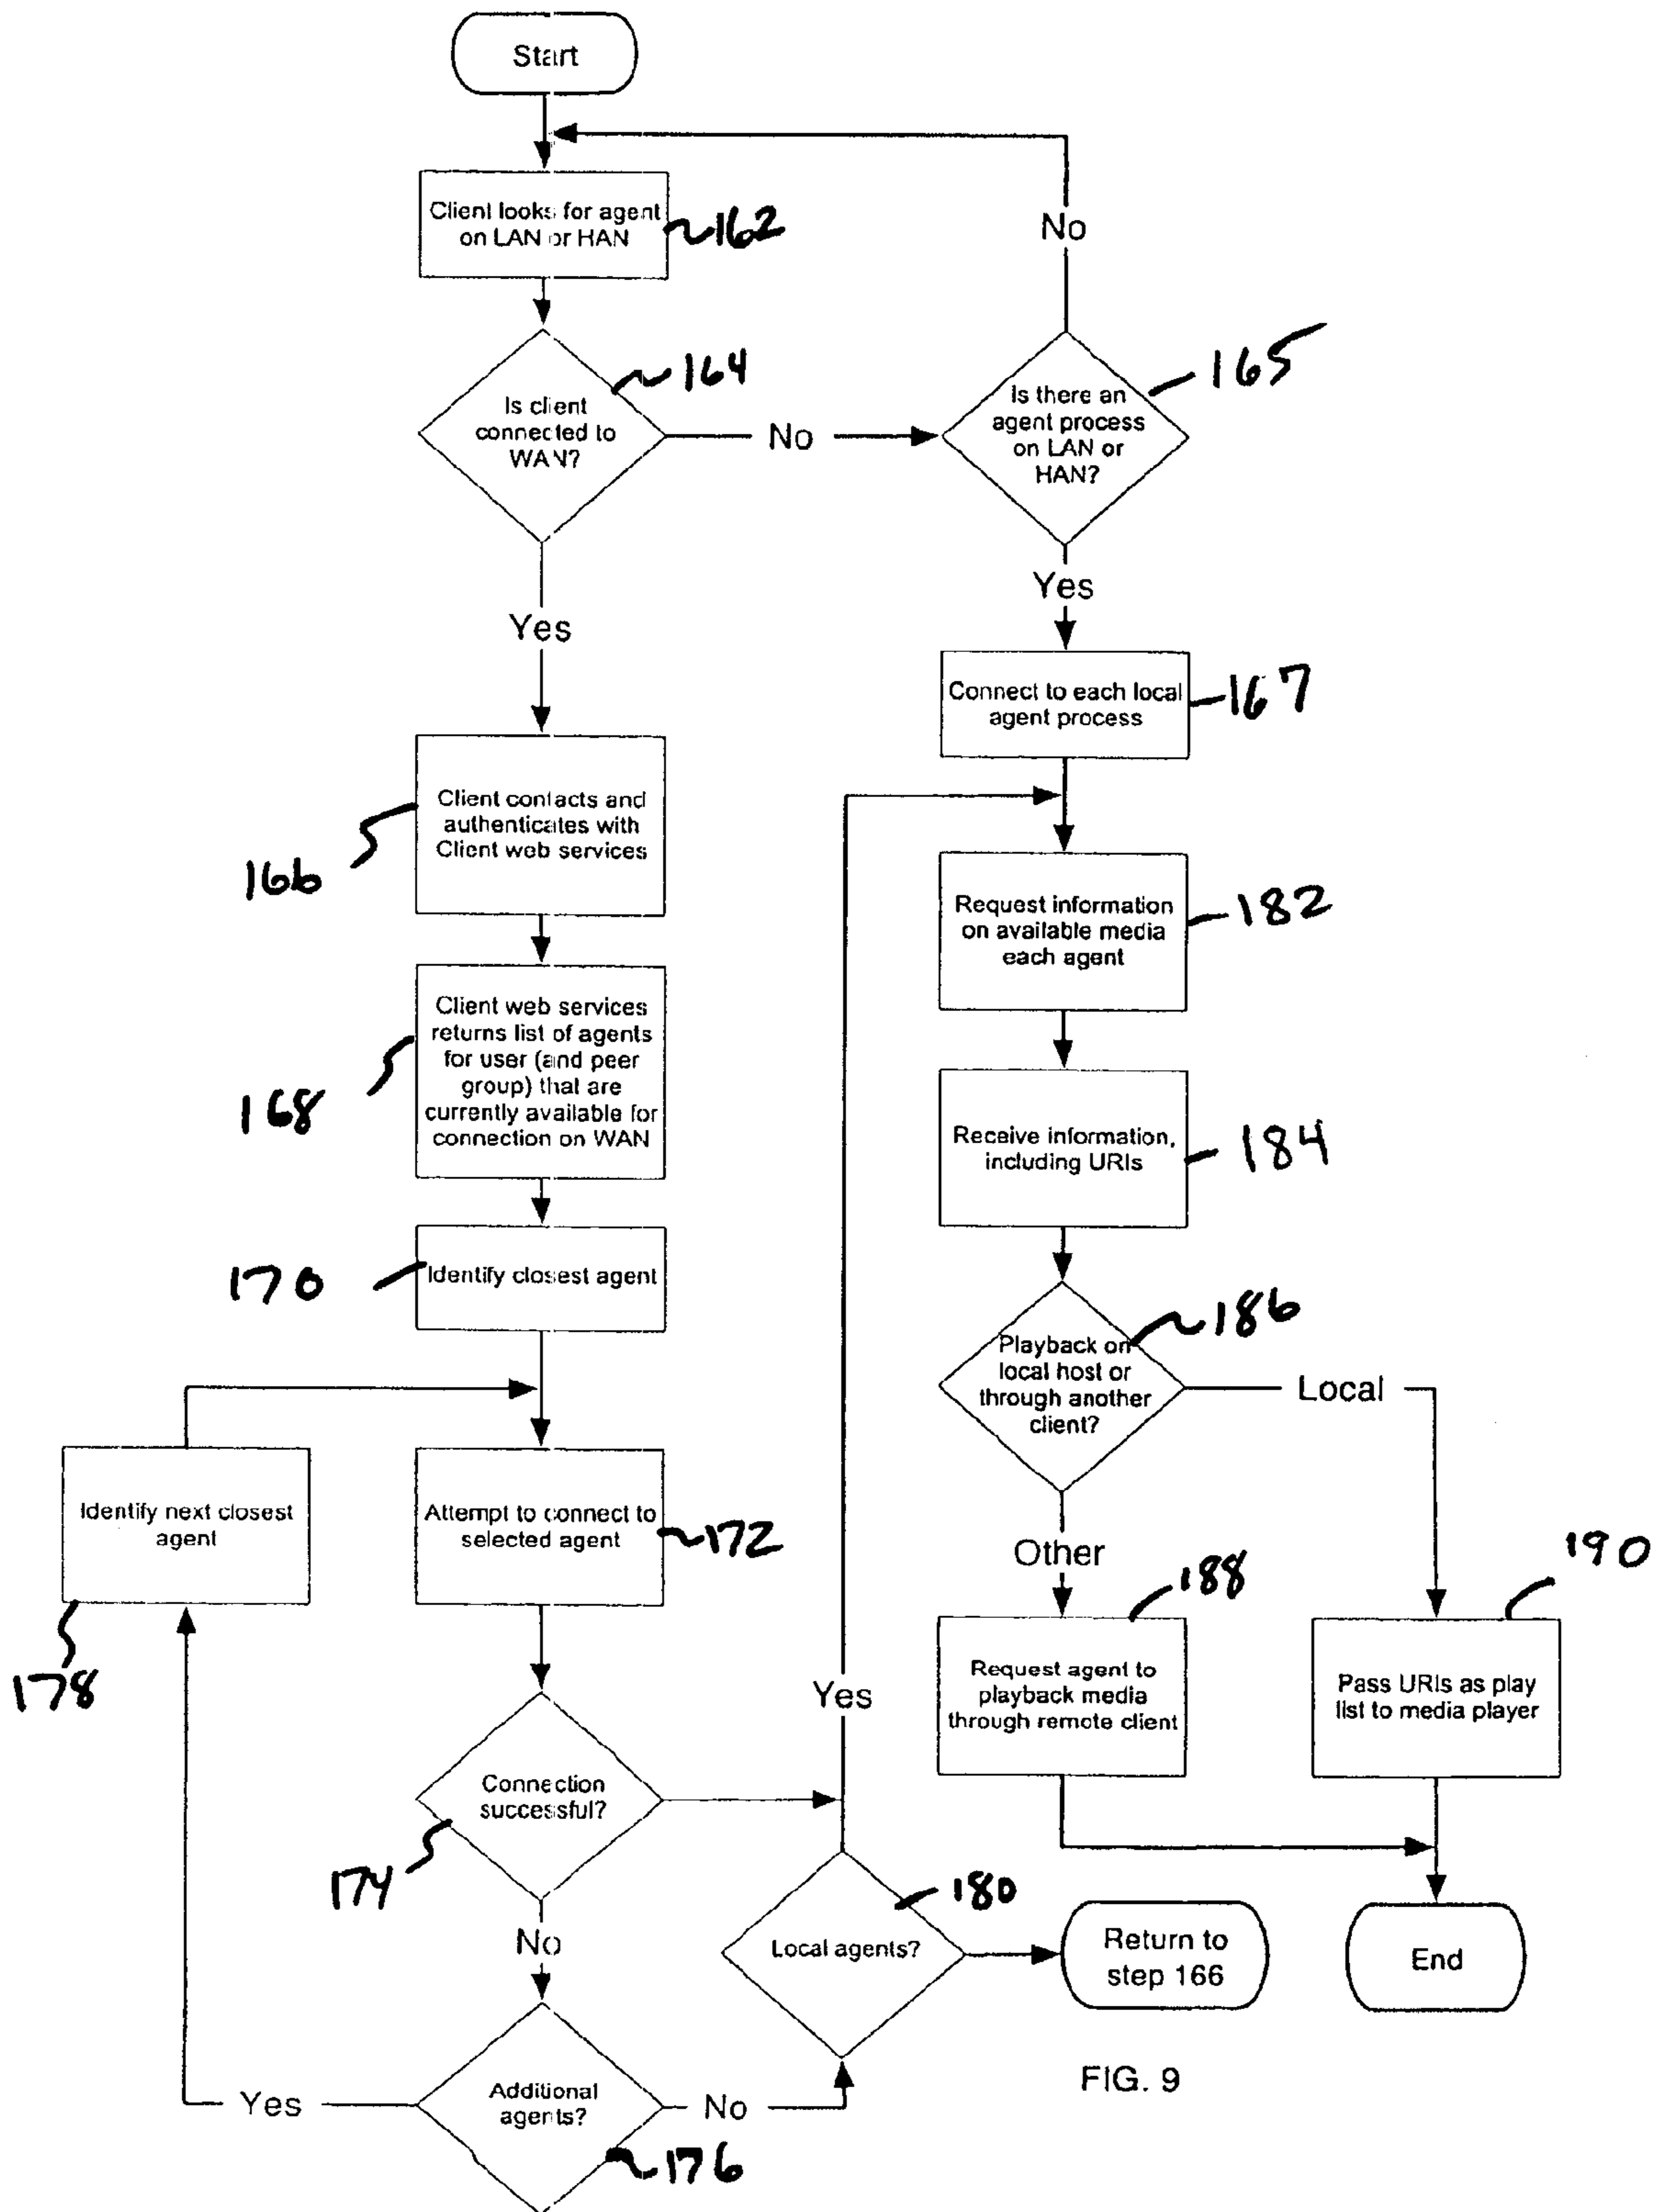 Start
Client looks for agent
on LAN or HAN
162
No
Is client
connected to
WAN?
164
No
Is there an
agent process
on LAN or
HAN?
165
Yes
Yes
Connect to each local
agent process
167
Client contacts and
authenticates with
Client web services
166
Request information
on available media
each agent
182
Client web services
returns list of agents
for user (and peer
group) that are
currently available for
connection on WAN
168
Receive information,
including URIs
184
Identify closest agent
170
Playback on
local host or
through another
client?
186
Local
Identify next closest
agent
178
Attempt to connect to
selected agent
172
Other
188
190
Request agent to
playback media
through remote client
Pass URIs as play
list to media player
Yes
Connection
successful?
174
No
Local agents?
180
Return to
step 166
End
Additional
agents?
176
Yes
No
FIG. 9